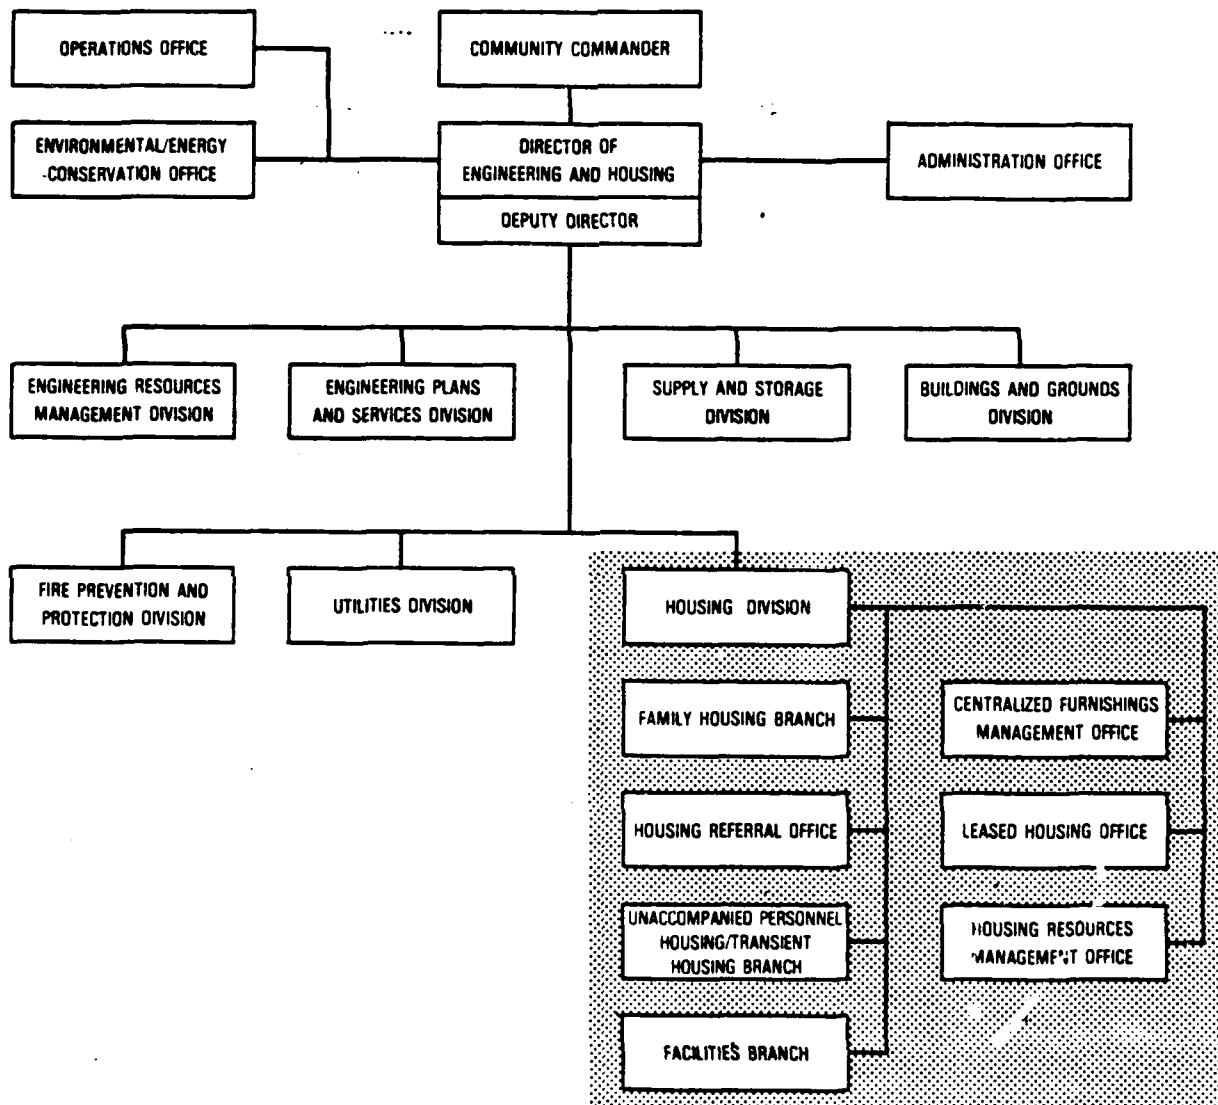 OPERATIONS OFFICE
COMMUNITY COMMANDER
ENVIRONMENTAL/ENERGY
CONSERVATION OFFICE
DIRECTOR OF
ENGINEERING AND HOUSING
ADMINISTRATION OFFICE
DEPUTY DIRECTOR
ENGINEERING RESOURCES
MANAGEMENT DIVISION
ENGINEERING PLANS
AND SERVICES DIVISION
SUPPLY AND STORAGE
DIVISION
BUILDINGS AND GROUNDS
DIVISION
FIRE PREVENTION AND
PROTECTION DIVISION
UTILITIES DIVISION
HOUSING DIVISION
FAMILY HOUSING BRANCH
CENTRALIZED FURNISHINGS
MANAGEMENT OFFICE
HOUSING REFERRAL OFFICE
LEASED HOUSING OFFICE
UNACCOMPANIED PERSONNEL
HOUSING/TRANSIENT
HOUSING BRANCH
HOUSING RESOURCES
MANAGEMENT OFFICE
FACILITIES BRANCH